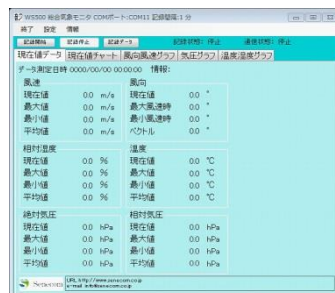 WS500 総合気象モニタ COMポート:COM11 記録間隔:1 分
終了 設定 情報
記録開始 記録停止 記録データ 記録状態: 停止 通信状態: 停止
現在値データ 現在値チャート 風向風速グラフ 気圧グラフ 温度湿度グラフ
データ測定日時 0000/00/00 00:00:00 情報:
風速 風向
現在値 0.0 m/s 現在値 0.0 °
最大値 0.0 m/s 最大風速時 0.0 °
最小値 0.0 m/s 最小風速時 0.0 °
平均値 0.0 m/s ベクトル 0.0 °
相対湿度 温度
現在値 0.0 % 現在値 0.0 ℃
最大値 0.0 % 最大値 0.0 ℃
最小値 0.0 % 最小値 0.0 ℃
平均値 0.0 % 平均値 0.0 ℃
絶対気圧 相対気圧
現在値 0.0 hPa 現在値 0.0 hPa
最大値 0.0 hPa 最大値 0.0 hPa
最小値 0.0 hPa 最小値 0.0 hPa
平均値 0.0 hPa 平均値 0.0 hPa
Senecom URL http://www.senecom.co.jp
e-mail info@senecom.co.jp